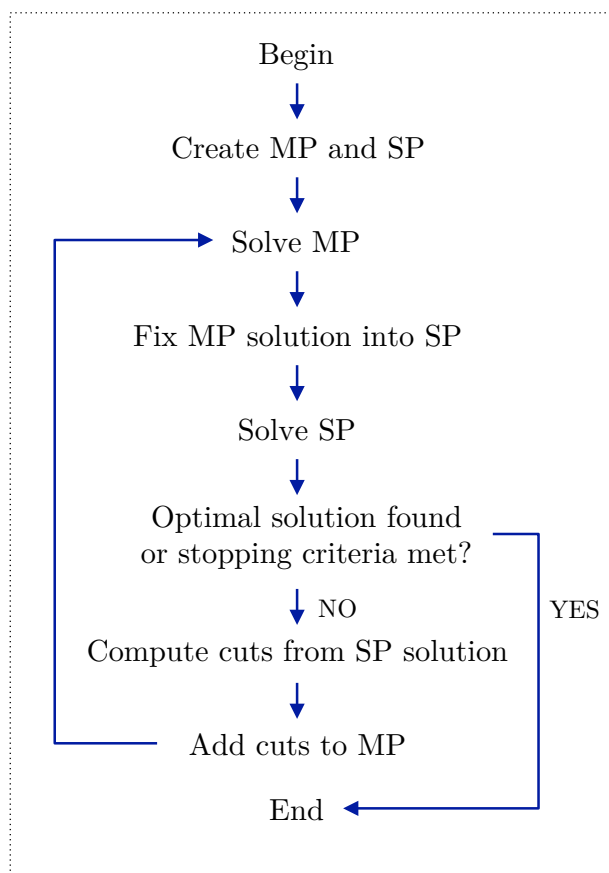 Begin
Create MP and SP
Solve MP
Fix MP solution into SP
Solve SP
Optimal solution found
or stopping criteria met?
NO
YES
Compute cuts from SP solution
Add cuts to MP
End